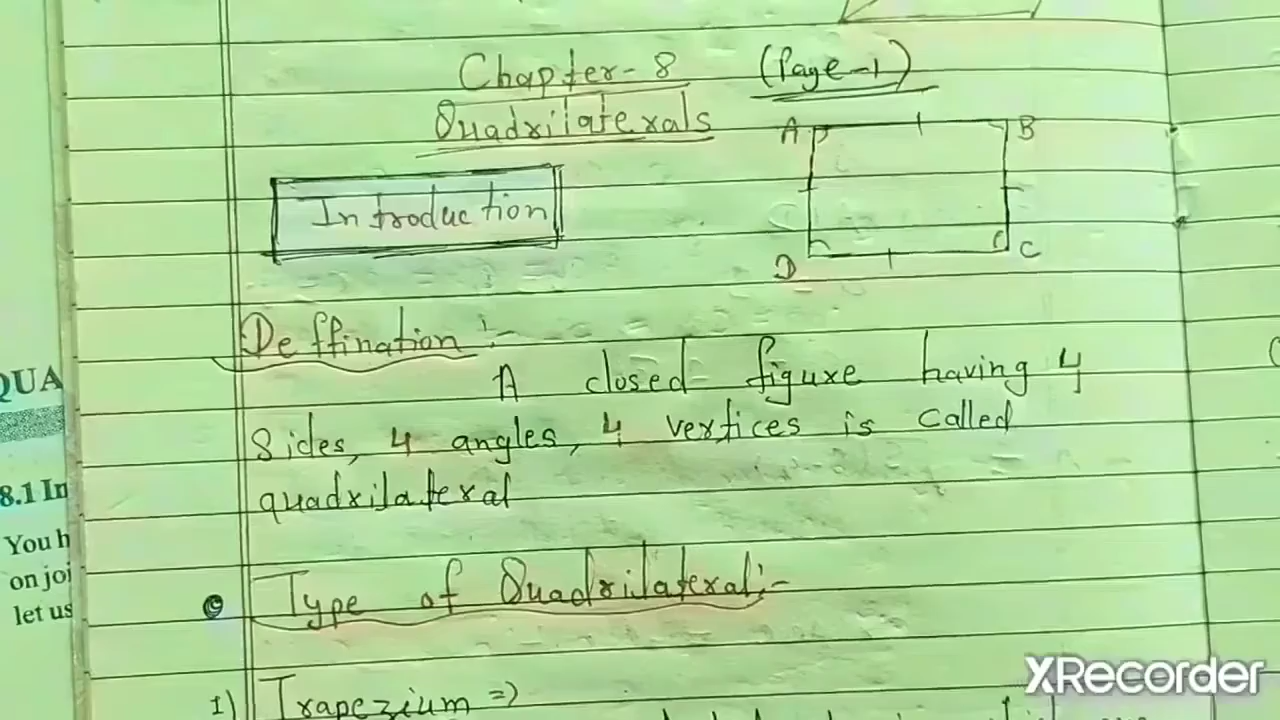 Chapter-8 (Page-1)
Quadrilaterals
A B
Introduction
D C
Deffination :-
A closed figure having 4
Sides, 4 angles, 4 vertices is called
quadrilateral
Type of Quadrilateral:-
1) Trapezium =>
QUA
8.1 In
You h
on joi
let us
XRecorder